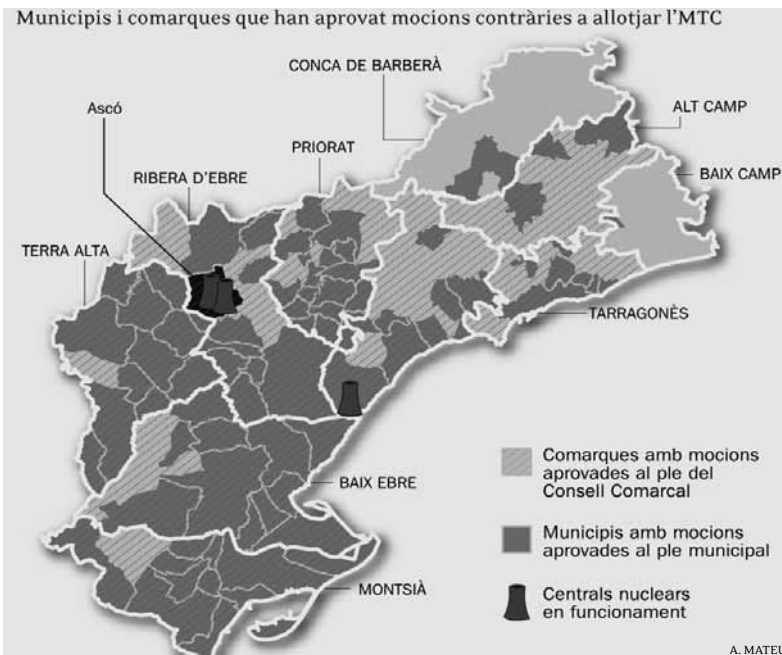 Municipis i comarques que han aprovat mocions contràries a allotjar l'MTC
CONCA DE BARBERÀ
Ascó
ALT CAMP
PRIORAT
BAIX CAMP
RIBERA D'EBRE
TERRA ALTA
TARRAGONÈS
Comarques amb mocions
aprovades al ple del
Consell Comarcal
BAIX EBRE
Municipis amb mocions
aprovades al ple municipal
MONTSIÀ
Centrals nuclears
en funcionament
A. MATEU